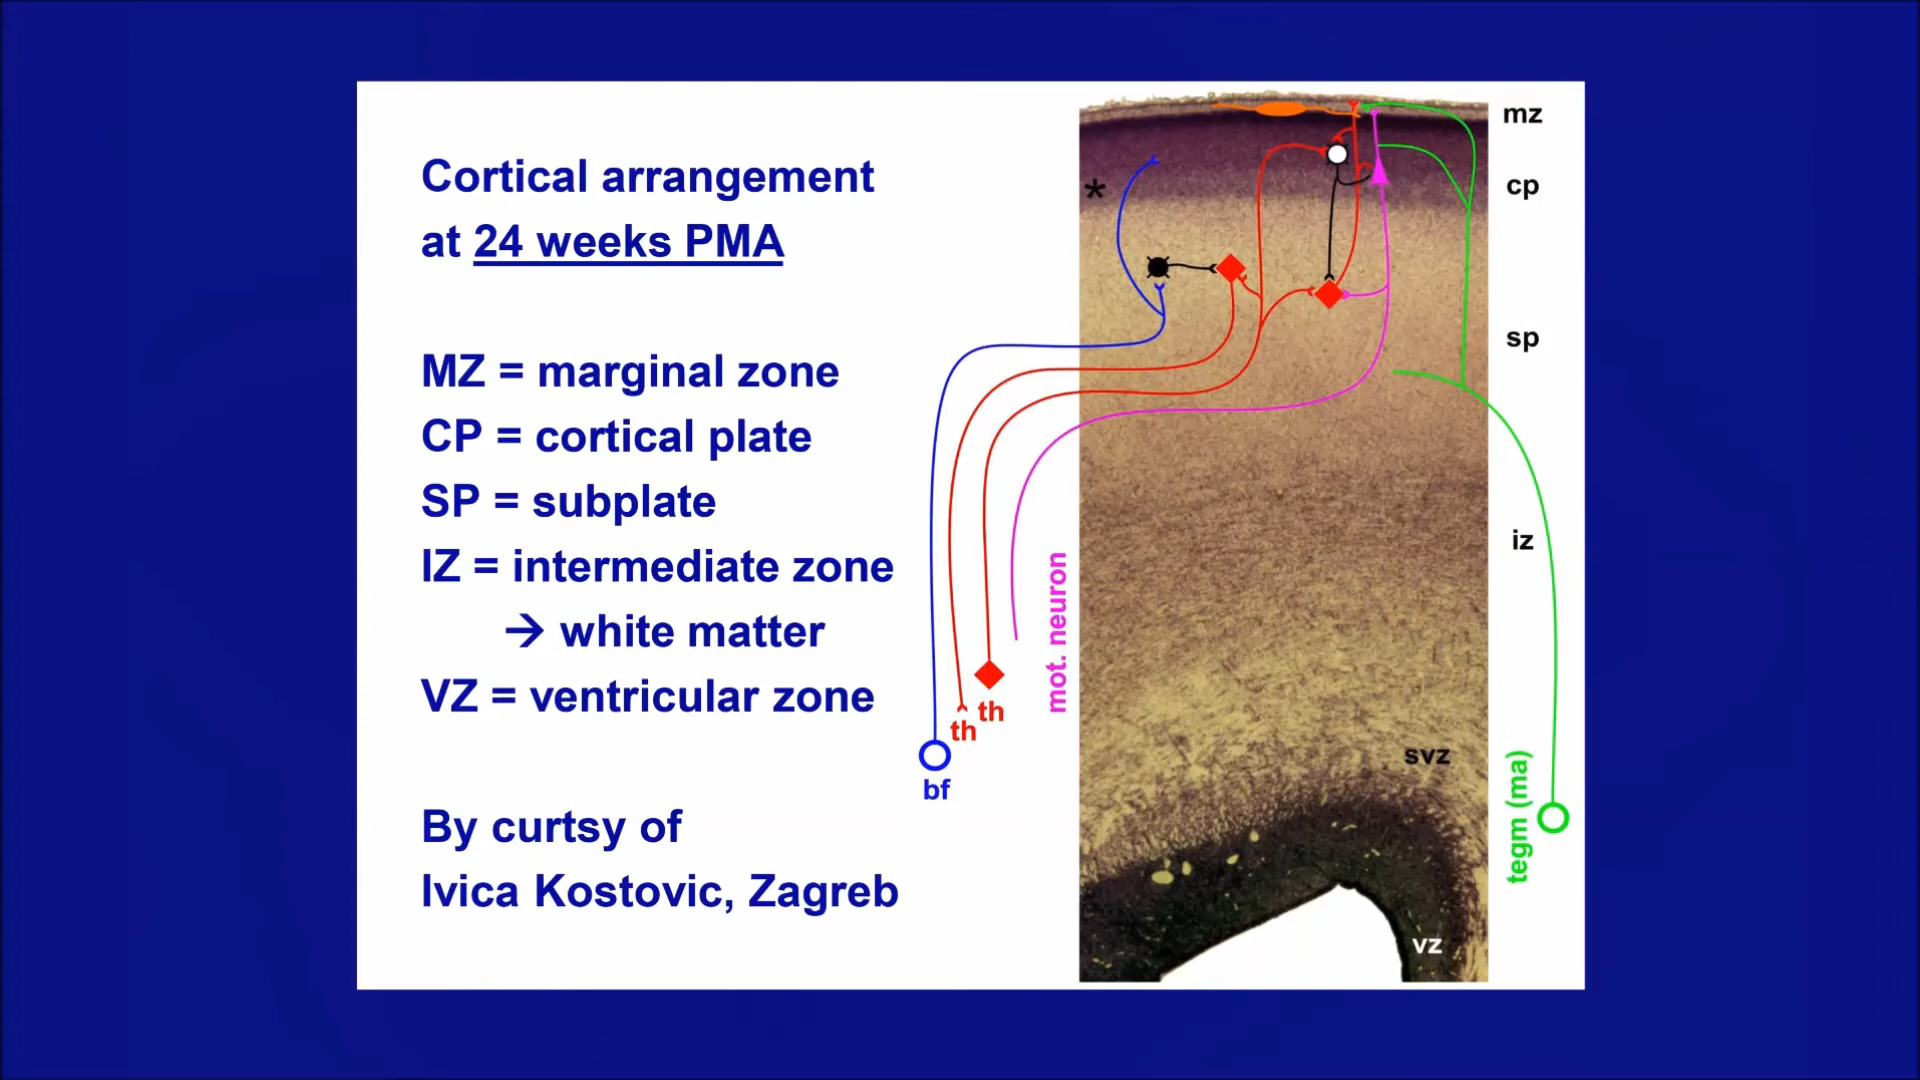 Cortical arrangement
at 24 weeks PMA
MZ = marginal zone
CP = cortical plate
SP = subplate
IZ = intermediate zone
→ white matter
VZ = ventricular zone
By curtsy of
Ivica Kostovic, Zagreb
mz
*
cp
sp
iz
svz
vz
mot. neuron
th
th
bf
tegm (ma)